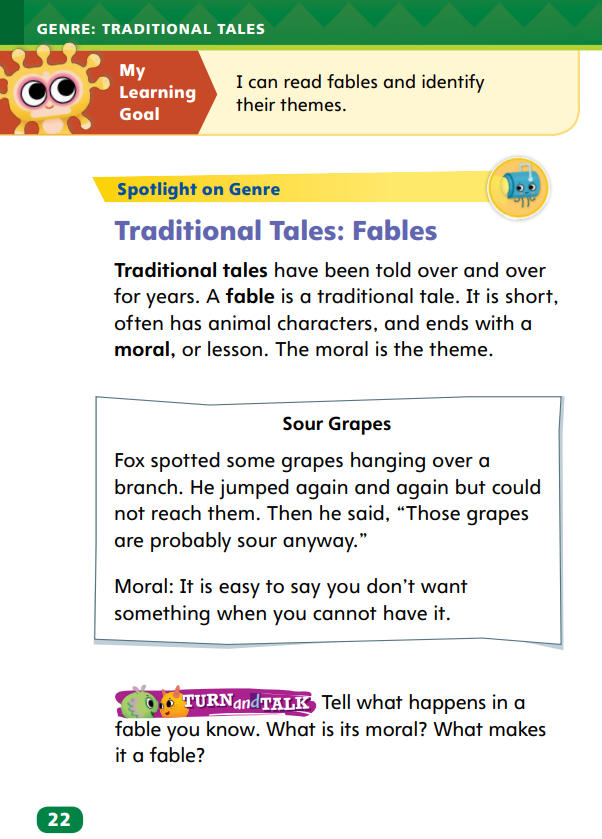 GENRE: TRADITIONAL TALES
My
Learning
Goal
I can read fables and identify
their themes.
Spotlight on Genre
Traditional Tales: Fables
Traditional tales have been told over and over
for years. A fable is a traditional tale. It is short,
often has animal characters, and ends with a
moral, or lesson. The moral is the theme.
Sour Grapes
Fox spotted some grapes hanging over a
branch. He jumped again and again but could
not reach them. Then he said, “Those grapes
are probably sour anyway.”
Moral: It is easy to say you don’t want
something when you cannot have it.
TURNandTALK Tell what happens in a
fable you know. What is its moral? What makes
it a fable?
22